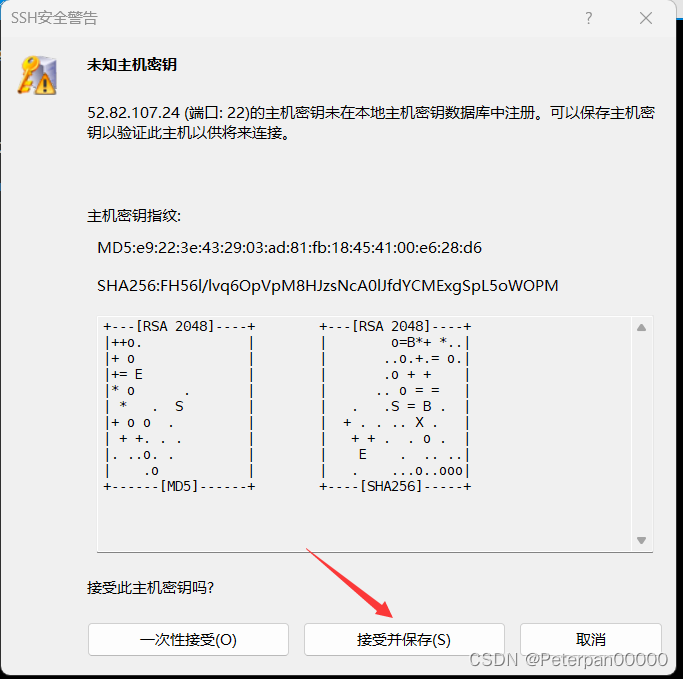 SSH安全警告
?
未知主机密钥
52.82.107.24 (端口: 22)的主机密钥未在本地主机密钥数据库中注册。可以保存主机密
钥以验证此主机以供将来连接。
主机密钥指纹:
MD5:e9:22:3e:43:29:03:ad:81:fb:18:45:41:00:e6:28:d6
SHA256:FH56l/lvq6OpVpM8HJzsNcA0lJfdYCMExgSpL5oWOPM
+---[RSA 2048]----+        +---[RSA 2048]----+
|++o.             |        |        o=B*+ *..|
|+ o              |        |       ..o.+.= o.|
|+= E             |        |       .o + +    |
|* o      .       |        |      .. o = =   |
| *   .  S        |        |   .   .S = B .  |
|+ o o  .         |        |  + . . .. X .   |
| + +. . .        |        |   + + .  . o .  |
|. ..o. .         |        |    E    .  .. ..|
|    .o           |        |   .    ...o..ooo|
+------[MD5]------+        +----[SHA256]-----+
接受此主机密钥吗?
一次性接受(O)
接受并保存(S)
取消
CSDN @Peterpan00000